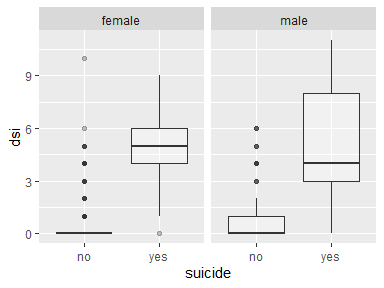 female male
dsi
9
6
3
0
no yes no yes
suicide